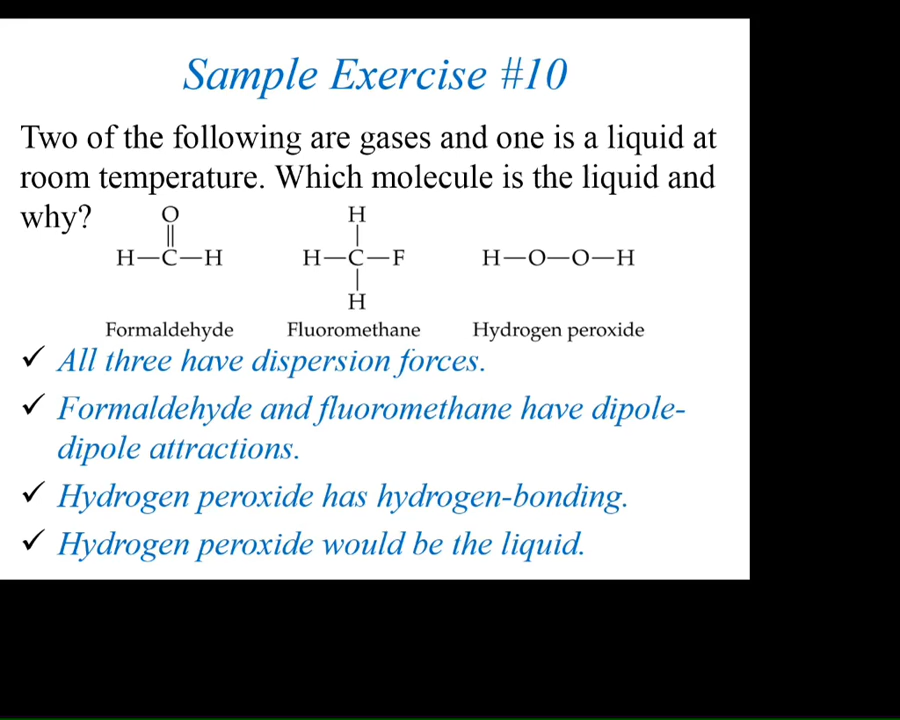 Sample Exercise #10
Two of the following are gases and one is a liquid at
room temperature. Which molecule is the liquid and
why?
O
H
H—C—H
H—C—F
H—O—O—H
H
Formaldehyde
Fluoromethane
Hydrogen peroxide
✓ All three have dispersion forces.
✓ Formaldehyde and fluoromethane have dipole-
dipole attractions.
✓ Hydrogen peroxide has hydrogen-bonding.
✓ Hydrogen peroxide would be the liquid.